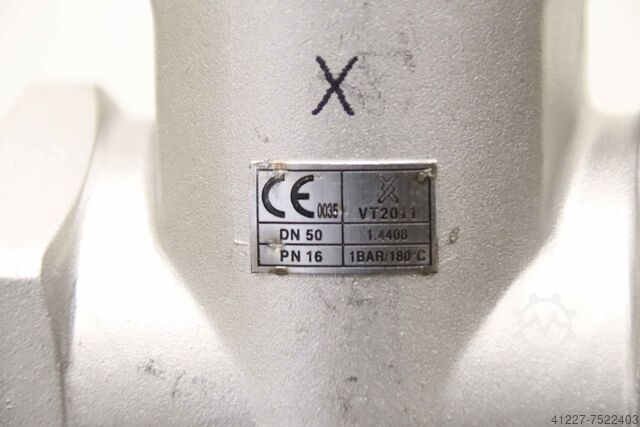 X
CE 0035
VT2011
DN 50 1.4408
PN 16 1BAR/180°C
41227-7522403